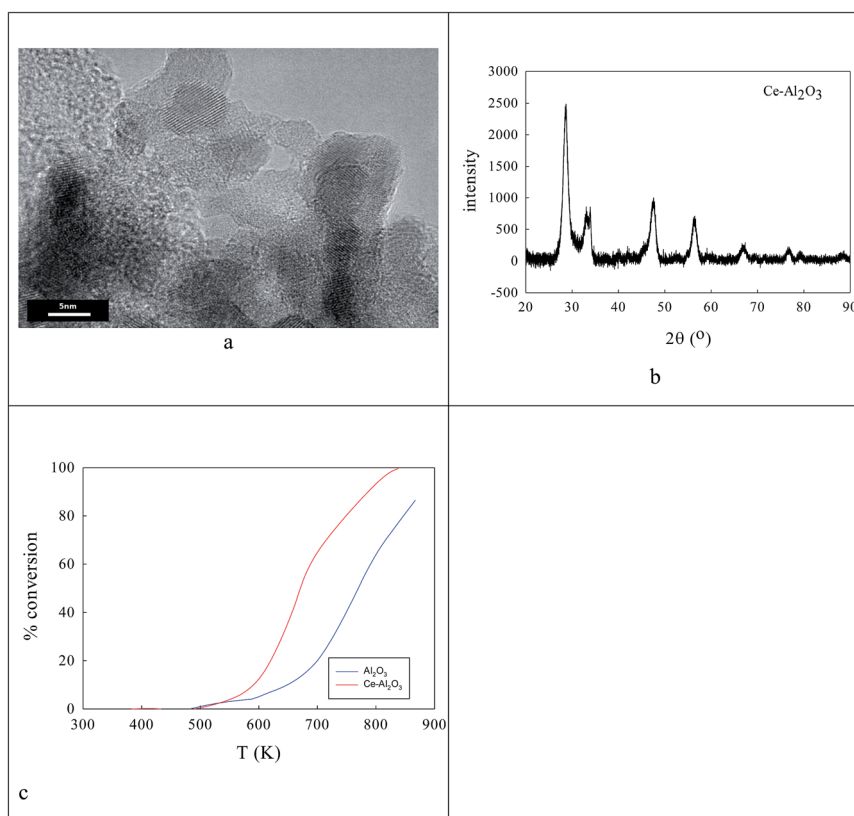 5nm
a
Ce-Al₂O₃
3000
2500
2000
1500
1000
500
0
-500
intensity
20 30 40 50 60 70 80 90
2θ (º)
b
100
80
60
40
20
0
% conversion
Al₂O₃
Ce-Al₂O₃
300 400 500 600 700 800 900
T (K)
c